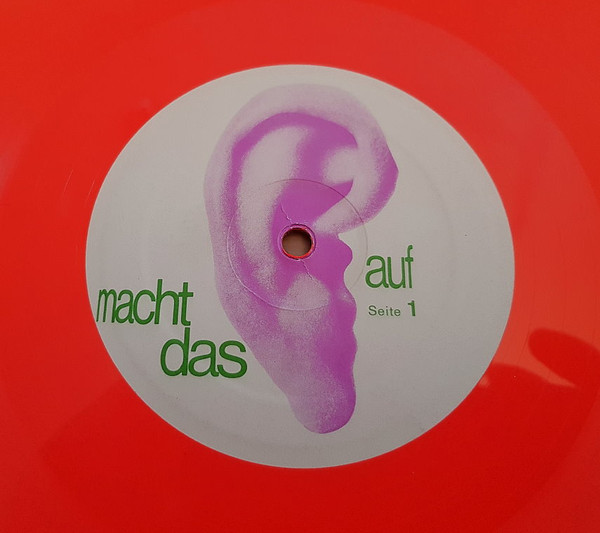 macht
das
auf
Seite 1